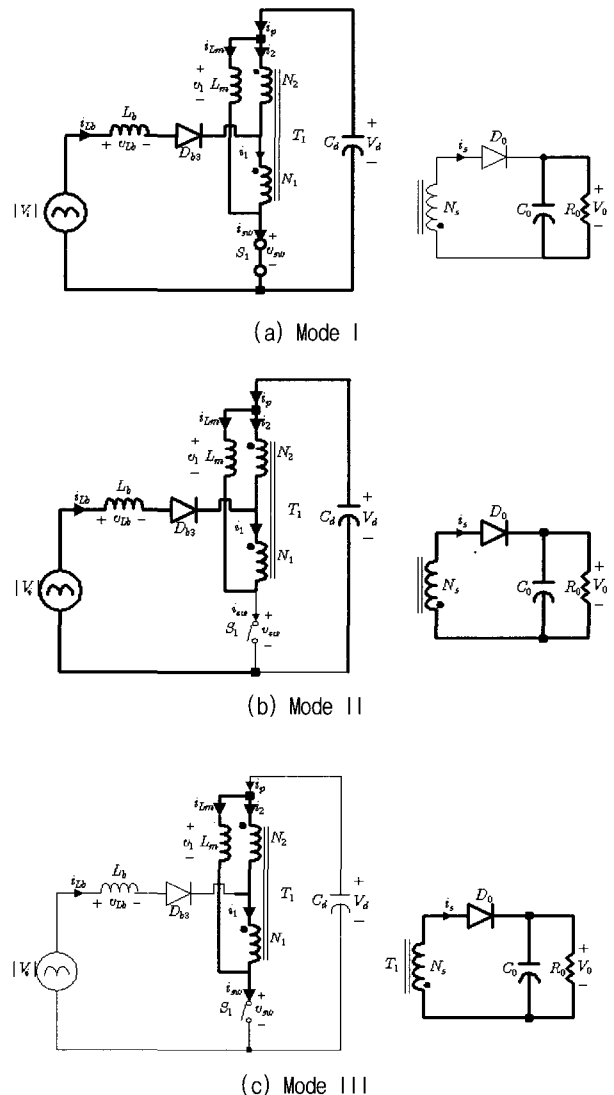 i_p
i_Lm i_2
+ v_1 − L_m N_2
L_b
i_Lb
+ v_Lb − D_b3
T_1
C_d + V_d −
i_1
N_1
|V_s|
i_sw
S_1 + v_sw −
i_s D_0
N_s C_0 R_0 + V_0 −
(a) Mode I
i_p
i_Lm i_2
+ v_1 − L_m N_2
L_b
i_Lb
+ v_Lb − D_b3
T_1
C_d + V_d −
i_1
N_1
|V_s|
i_sw
S_1 + v_sw −
i_s D_0
N_s C_0 R_0 + V_0 −
(b) Mode II
i_p
i_Lm i_2
+ v_1 − L_m N_2
L_b
i_Lb
+ v_Lb − D_b3
T_1
C_d + V_d −
i_1
N_1
|V_s|
i_sw
S_1 + v_sw −
i_s D_0
T_1 N_s C_0 R_0 + V_0 −
(c) Mode III